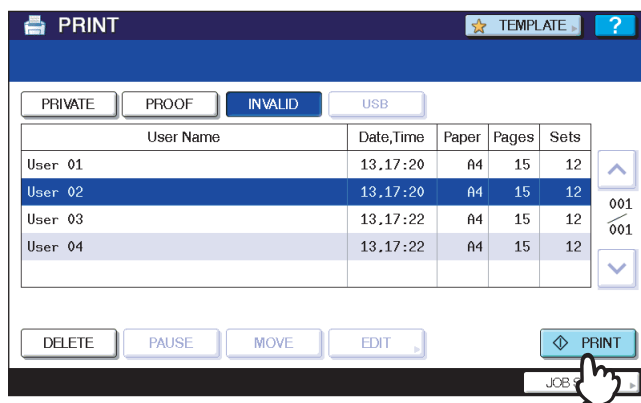 PRINT TEMPLATE ?
PRIVATE PROOF INVALID USB
User Name Date,Time Paper Pages Sets
User 01 13,17:20 A4 15 12
User 02 13,17:20 A4 15 12
User 03 13,17:22 A4 15 12
User 04 13,17:22 A4 15 12
001
001
DELETE PAUSE MOVE EDIT PRINT
JOB